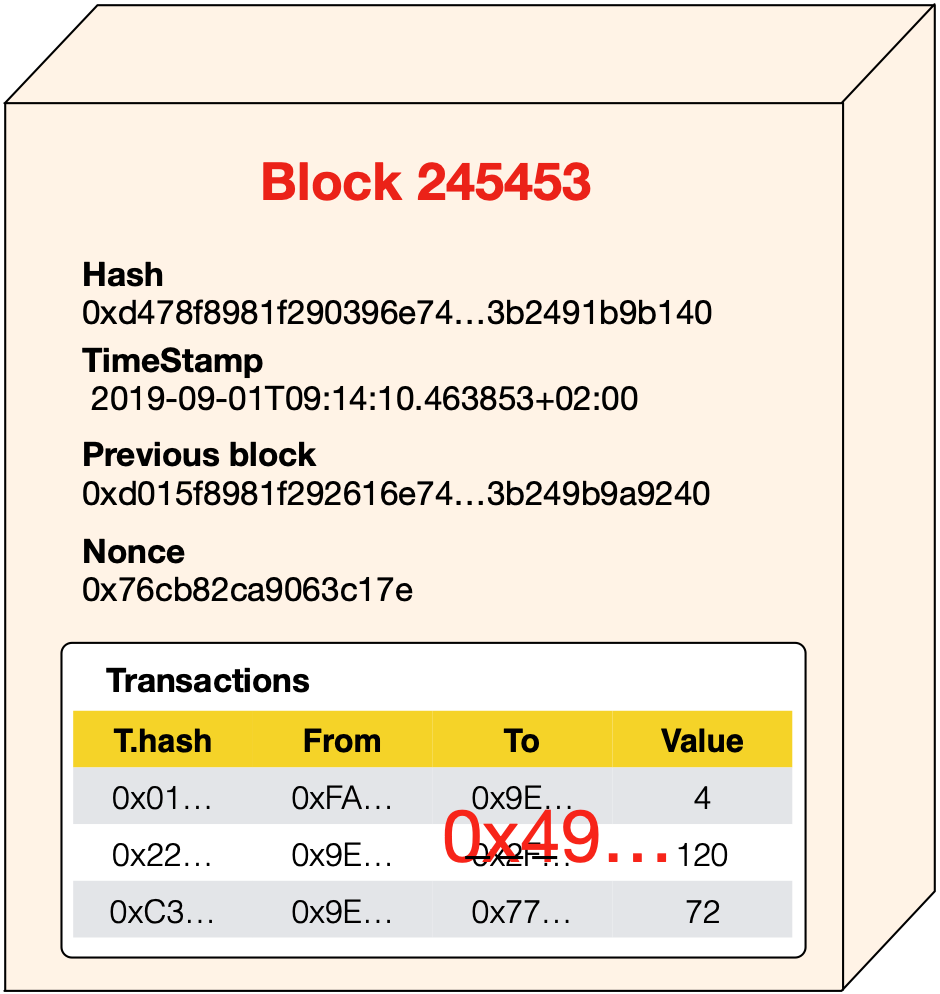 Block 245453
Hash
0xd478f8981f290396e74...3b2491b9b140
TimeStamp
2019-09-01T09:14:10.463853+02:00
Previous block
0xd015f8981f292616e74...3b249b9a9240
Nonce
0x76cb82ca9063c17e
Transactions
T.hash From To Value
0x01... 0xFA... 0x9E... 4
0x49...
0x22... 0x9E... 0x2F... 120
0xC3... 0x9E... 0x77... 72